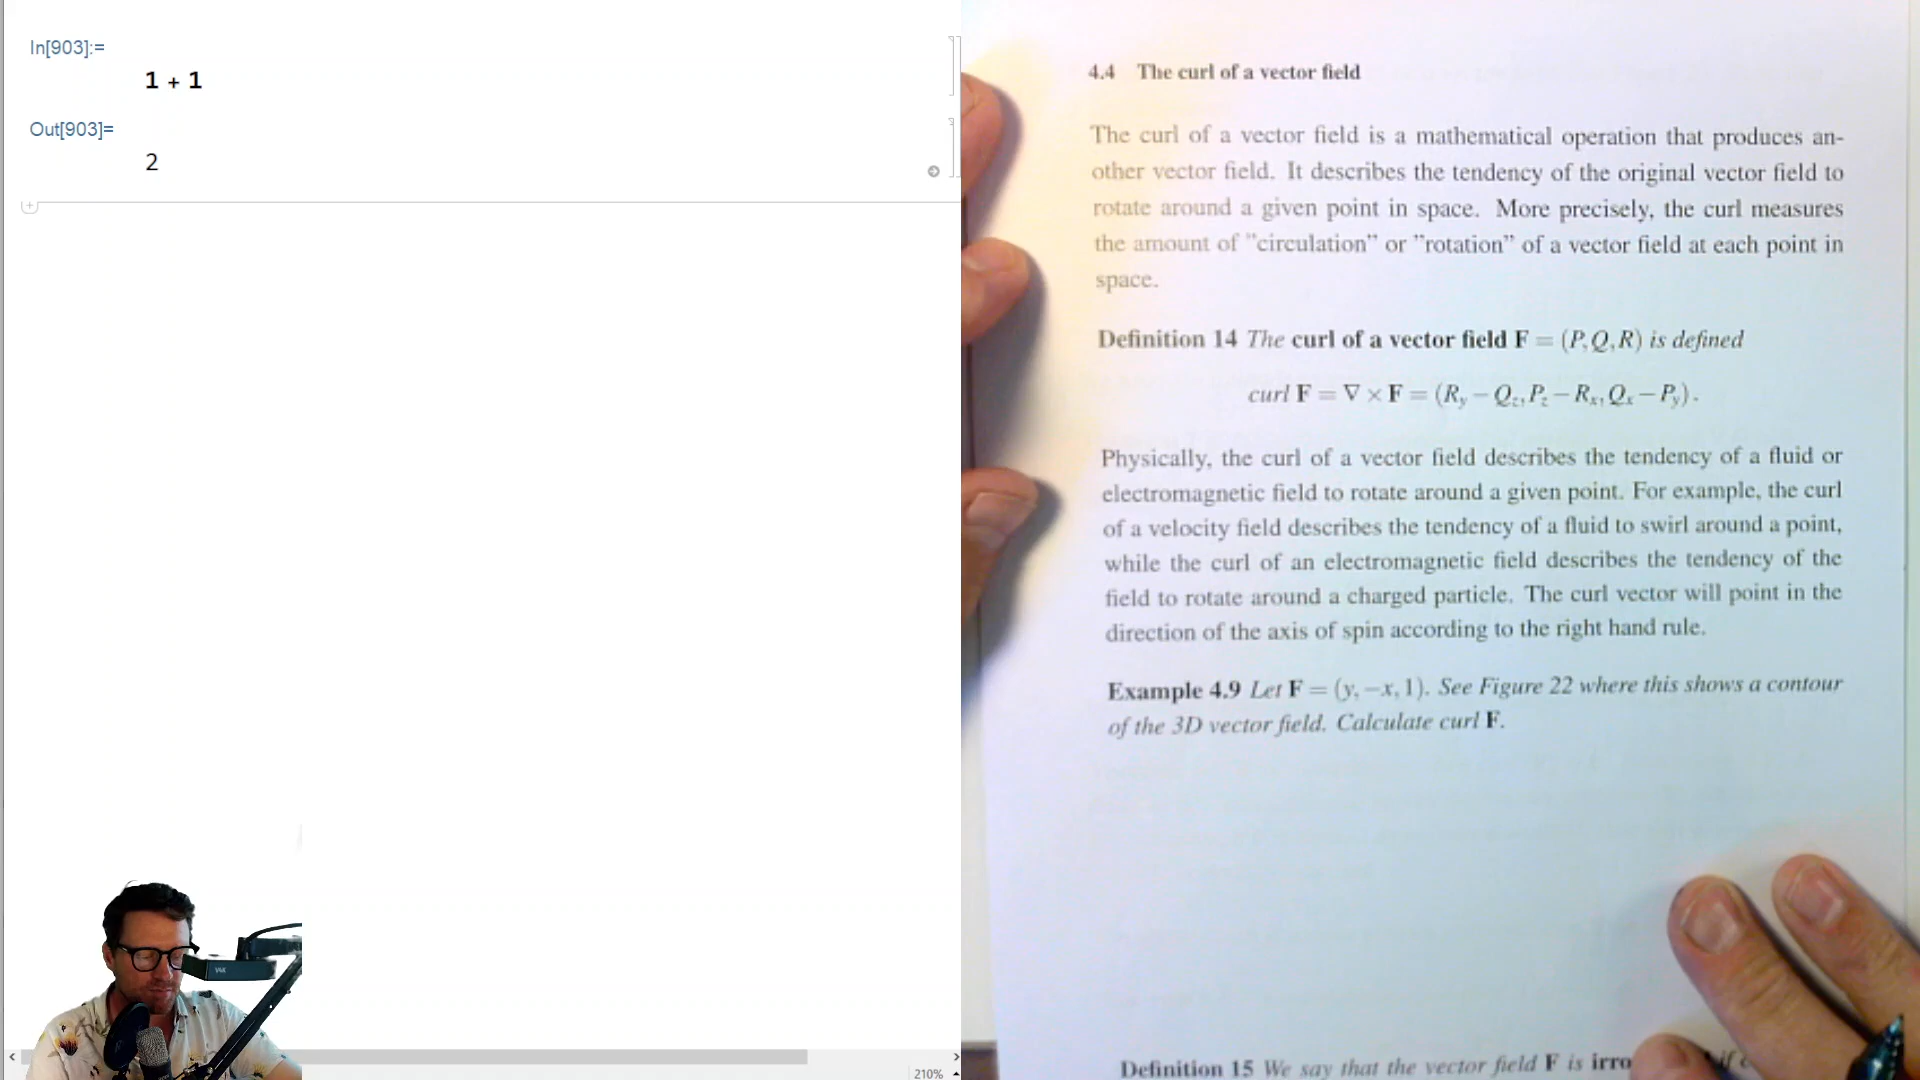 In[903]:=
1 + 1
Out[903]=
2
210%
4.4 The curl of a vector field
The curl of a vector field is a mathematical operation that produces an-
other vector field. It describes the tendency of the original vector field to
rotate around a given point in space. More precisely, the curl measures
the amount of ”circulation” or ”rotation” of a vector field at each point in
space.
Definition 14 The curl of a vector field F = (P,Q,R) is defined
curl F = ∇ × F = (R_y − Q_z, P_z − R_x, Q_x − P_y).
Physically, the curl of a vector field describes the tendency of a fluid or
electromagnetic field to rotate around a given point. For example, the curl
of a velocity field describes the tendency of a fluid to swirl around a point,
while the curl of an electromagnetic field describes the tendency of the
field to rotate around a charged particle. The curl vector will point in the
direction of the axis of spin according to the right hand rule.
Example 4.9 Let F = (y, −x, 1). See Figure 22 where this shows a contour
of the 3D vector field. Calculate curl F.
Definition 15 We say that the vector field F is irro if